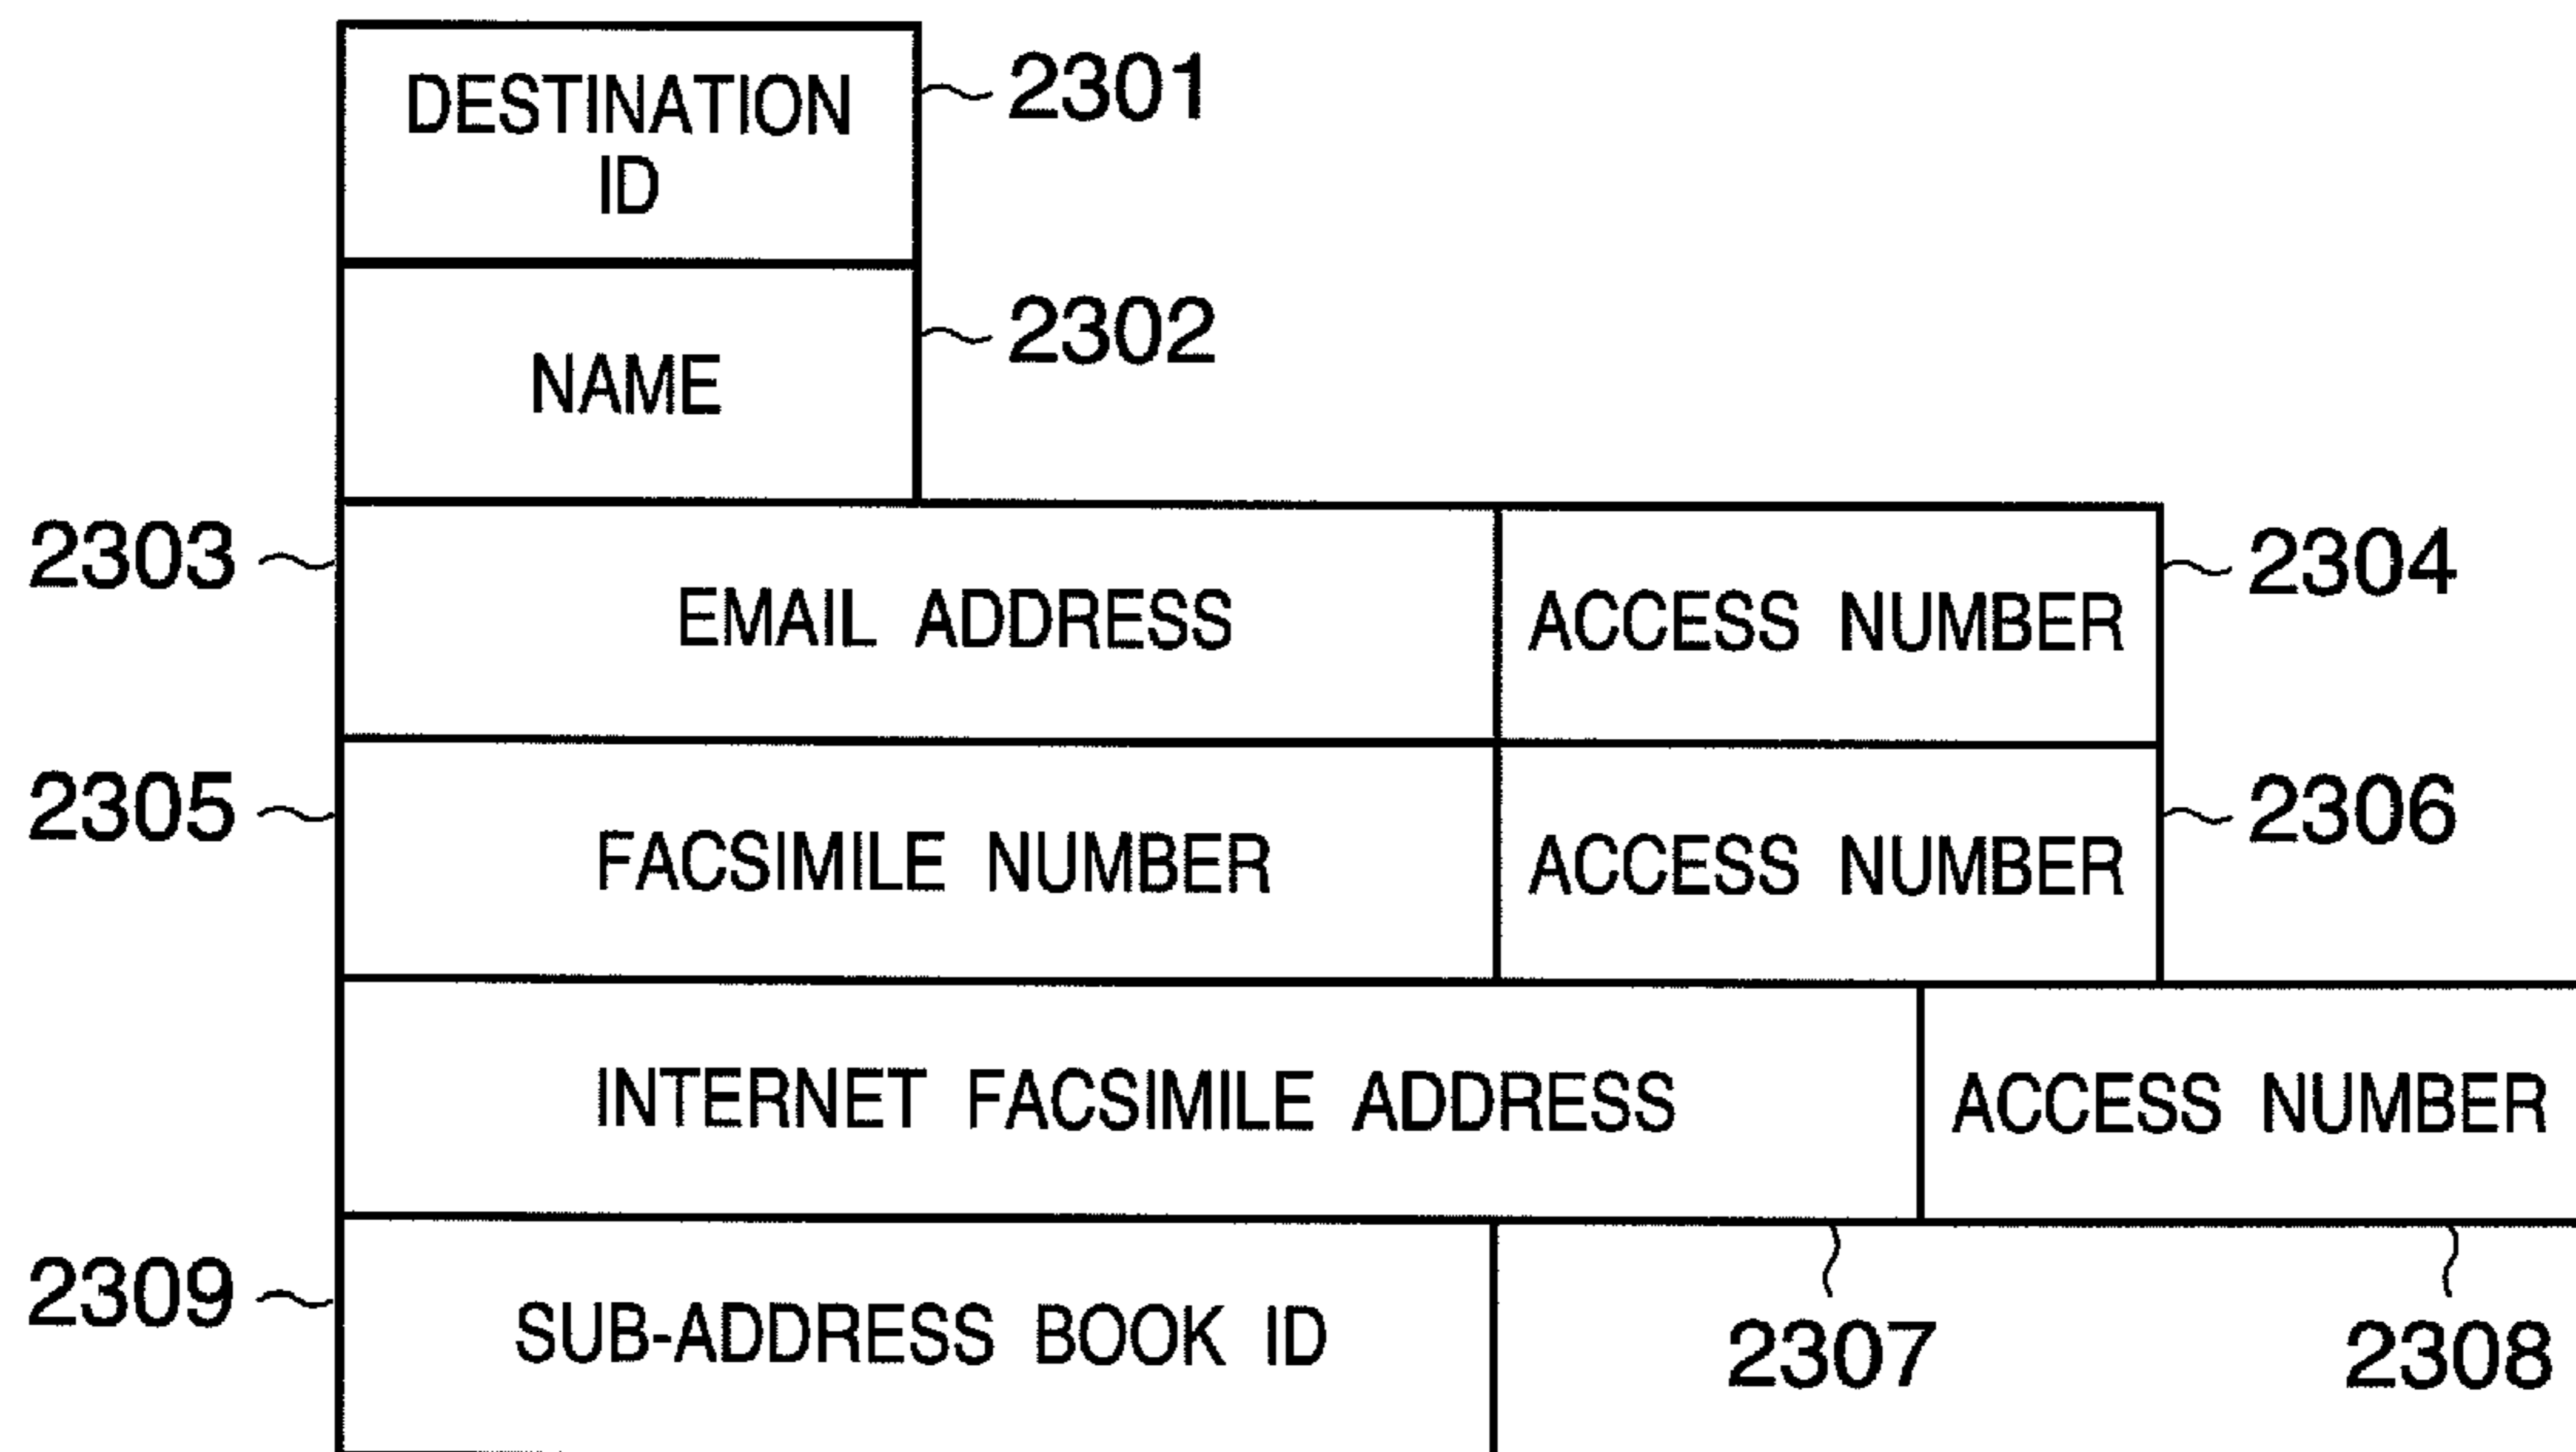 DESTINATION
ID
2301
NAME
2302
2303
EMAIL ADDRESS
ACCESS NUMBER
2304
2305
FACSIMILE NUMBER
ACCESS NUMBER
2306
INTERNET FACSIMILE ADDRESS
ACCESS NUMBER
2309
SUB-ADDRESS BOOK ID
2307
2308